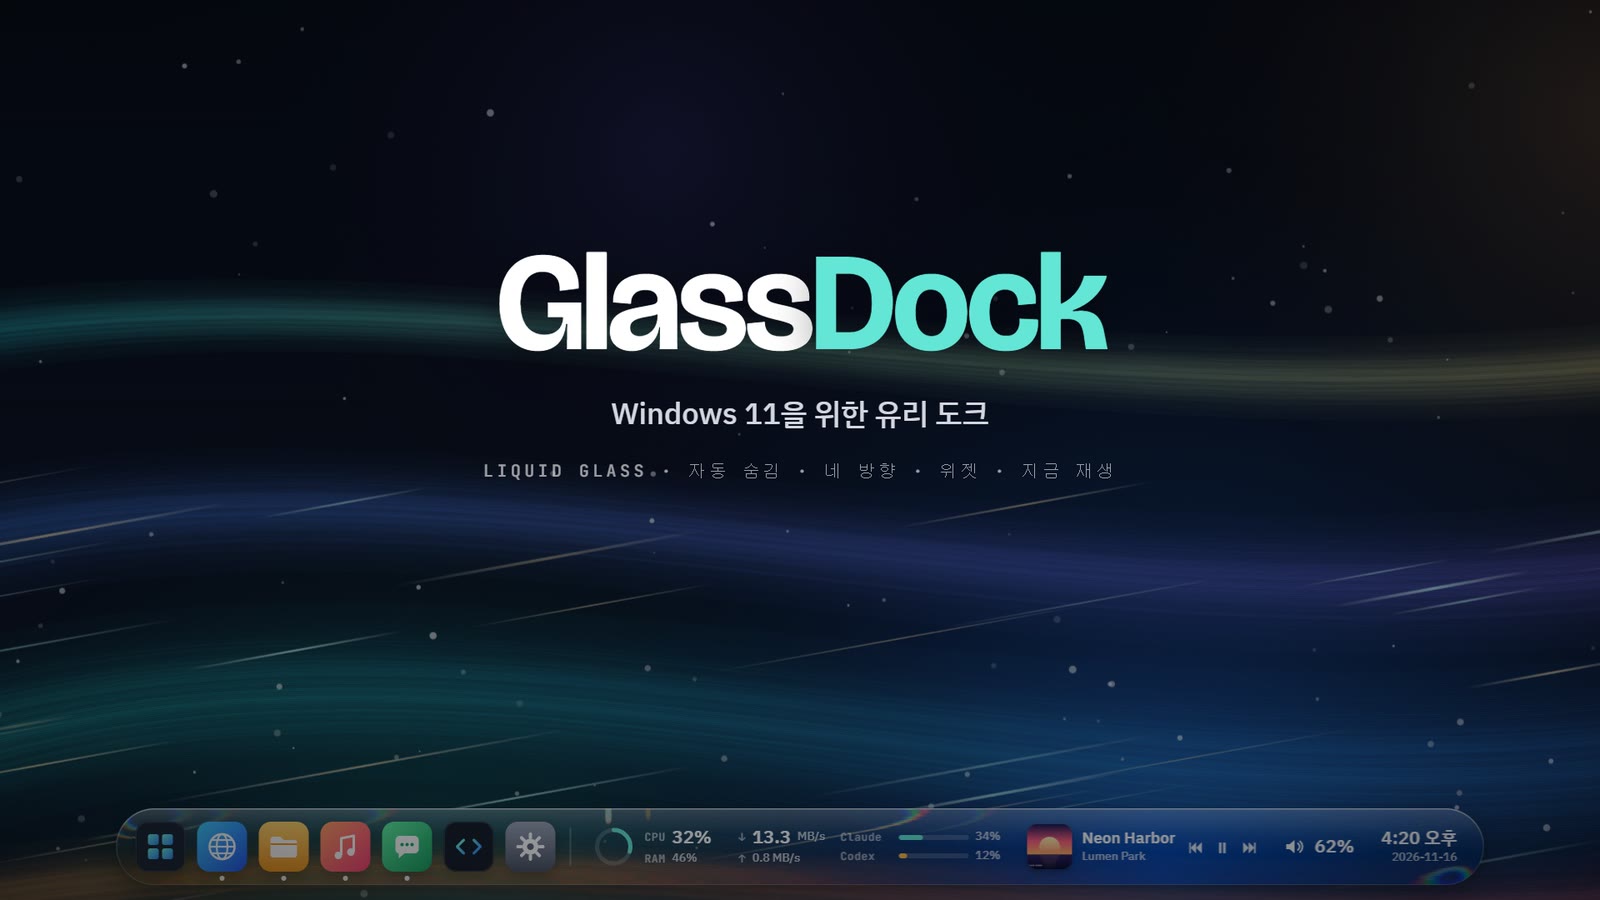 GlassDock
Windows 11을 위한 유리 도크
LIQUID GLASS • 자동 숨김 • 네 방향 • 위젯 • 지금 재생
CPU 32%
RAM 46%
↓ 13.3 MB/s
↑ 0.8 MB/s
Claude 34%
Codex 12%
Neon Harbor
Lumen Park
62%
4:20 오후
2026-11-16